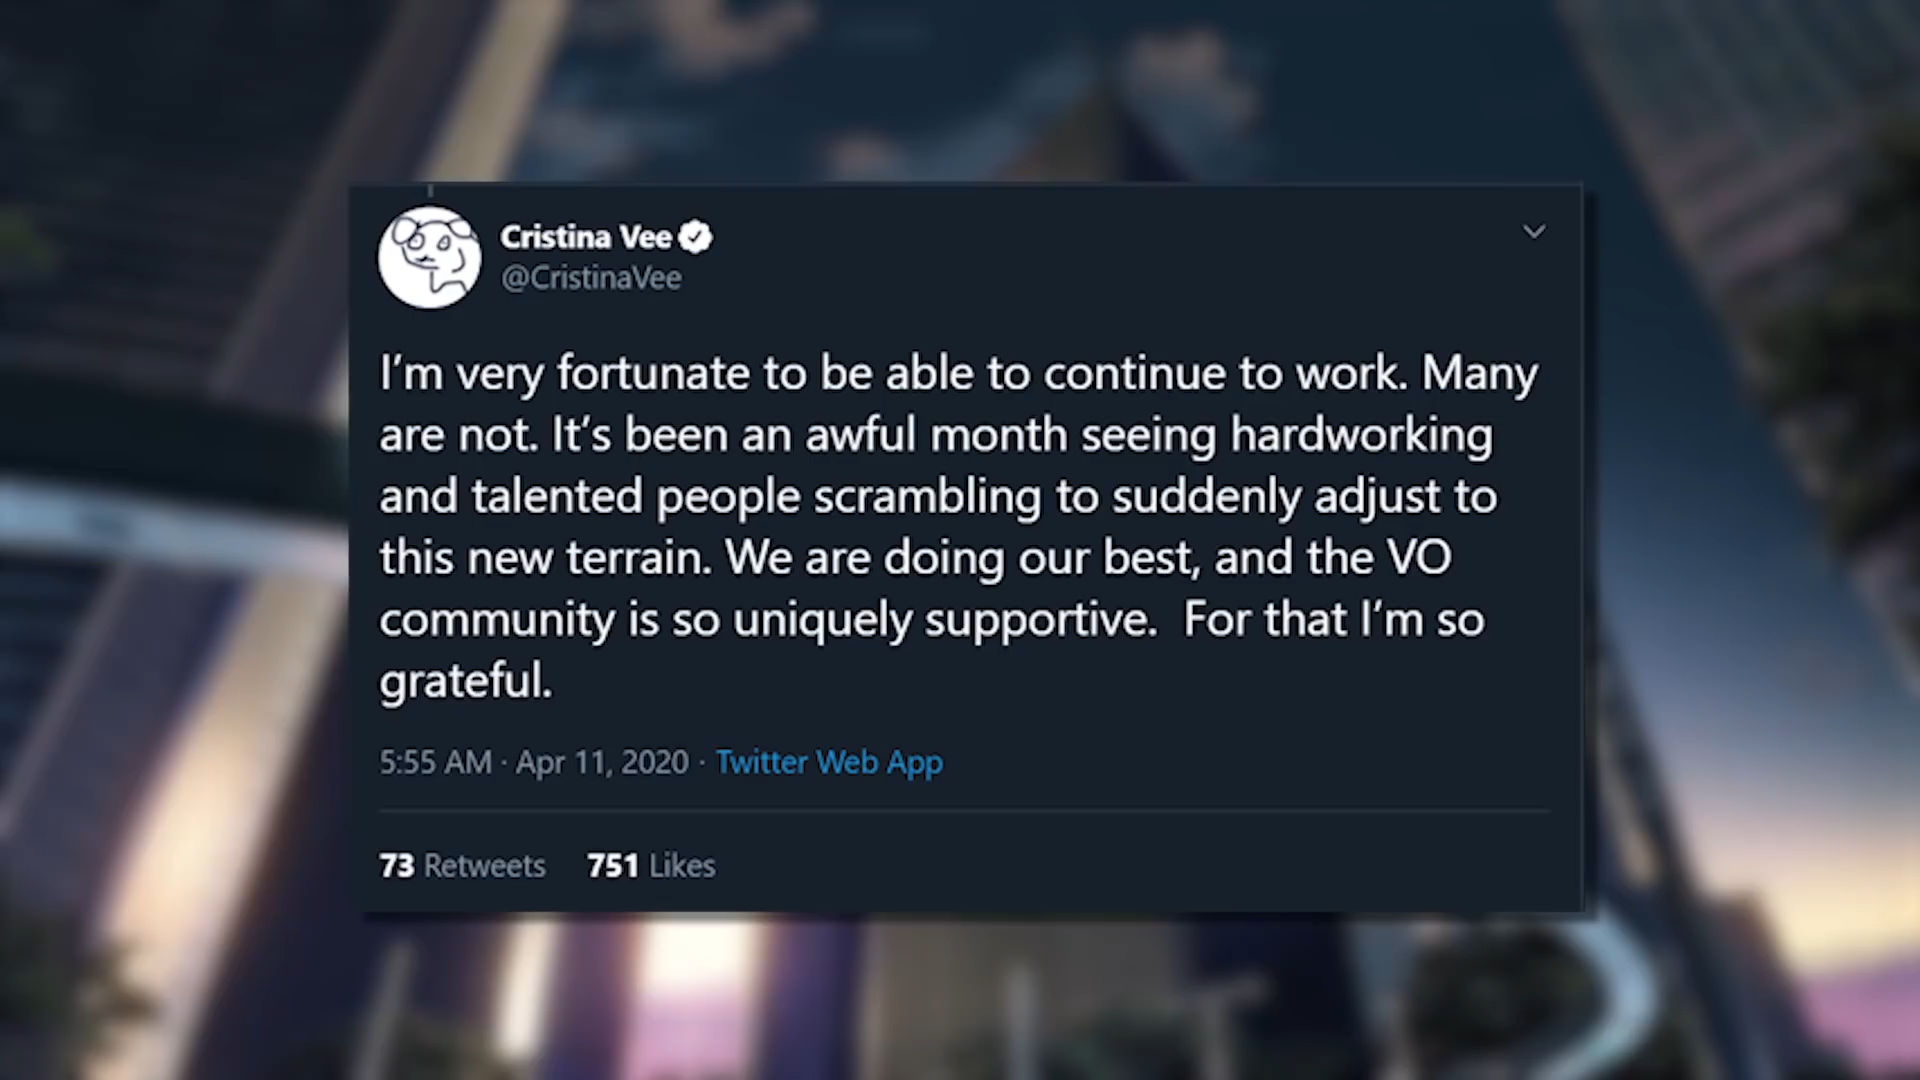 Cristina Vee
@CristinaVee
I’m very fortunate to be able to continue to work. Many
are not. It’s been an awful month seeing hardworking
and talented people scrambling to suddenly adjust to
this new terrain. We are doing our best, and the VO
community is so uniquely supportive.  For that I’m so
grateful.
5:55 AM · Apr 11, 2020 · Twitter Web App
73 Retweets 751 Likes